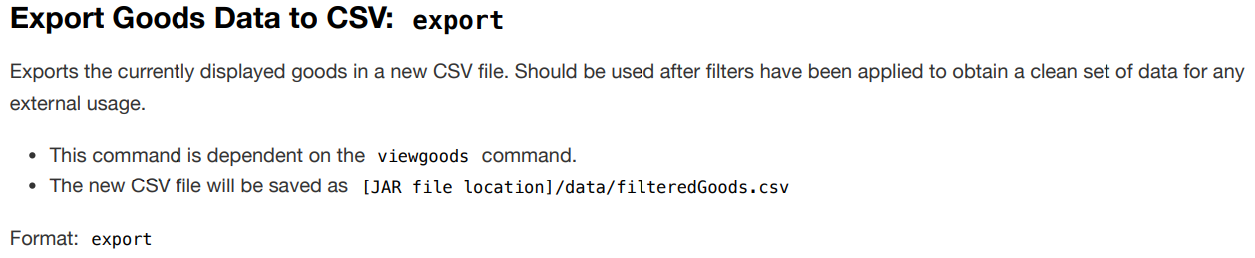 Export Goods Data to CSV: export
Exports the currently displayed goods in a new CSV file. Should be used after filters have been applied to obtain a clean set of data for any
external usage.
• This command is dependent on the viewgoods command.
• The new CSV file will be saved as [JAR file location]/data/filteredGoods.csv
Format: export